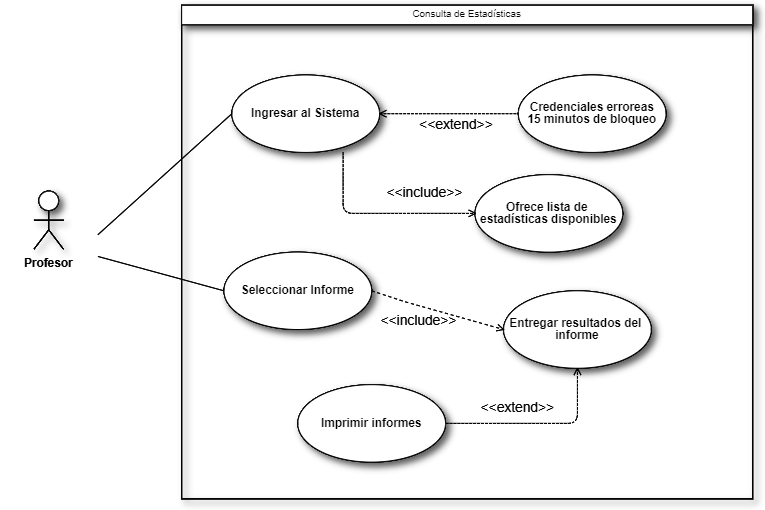 Consulta de Estadísticas
Ingresar al Sistema
Credenciales erroreas
15 minutos de bloqueo
<<extend>>
<<include>>
Ofrece lista de
estadísticas disponibles
Profesor
Seleccionar Informe
<<include>>
Entregar resultados del
informe
<<extend>>
Imprimir informes